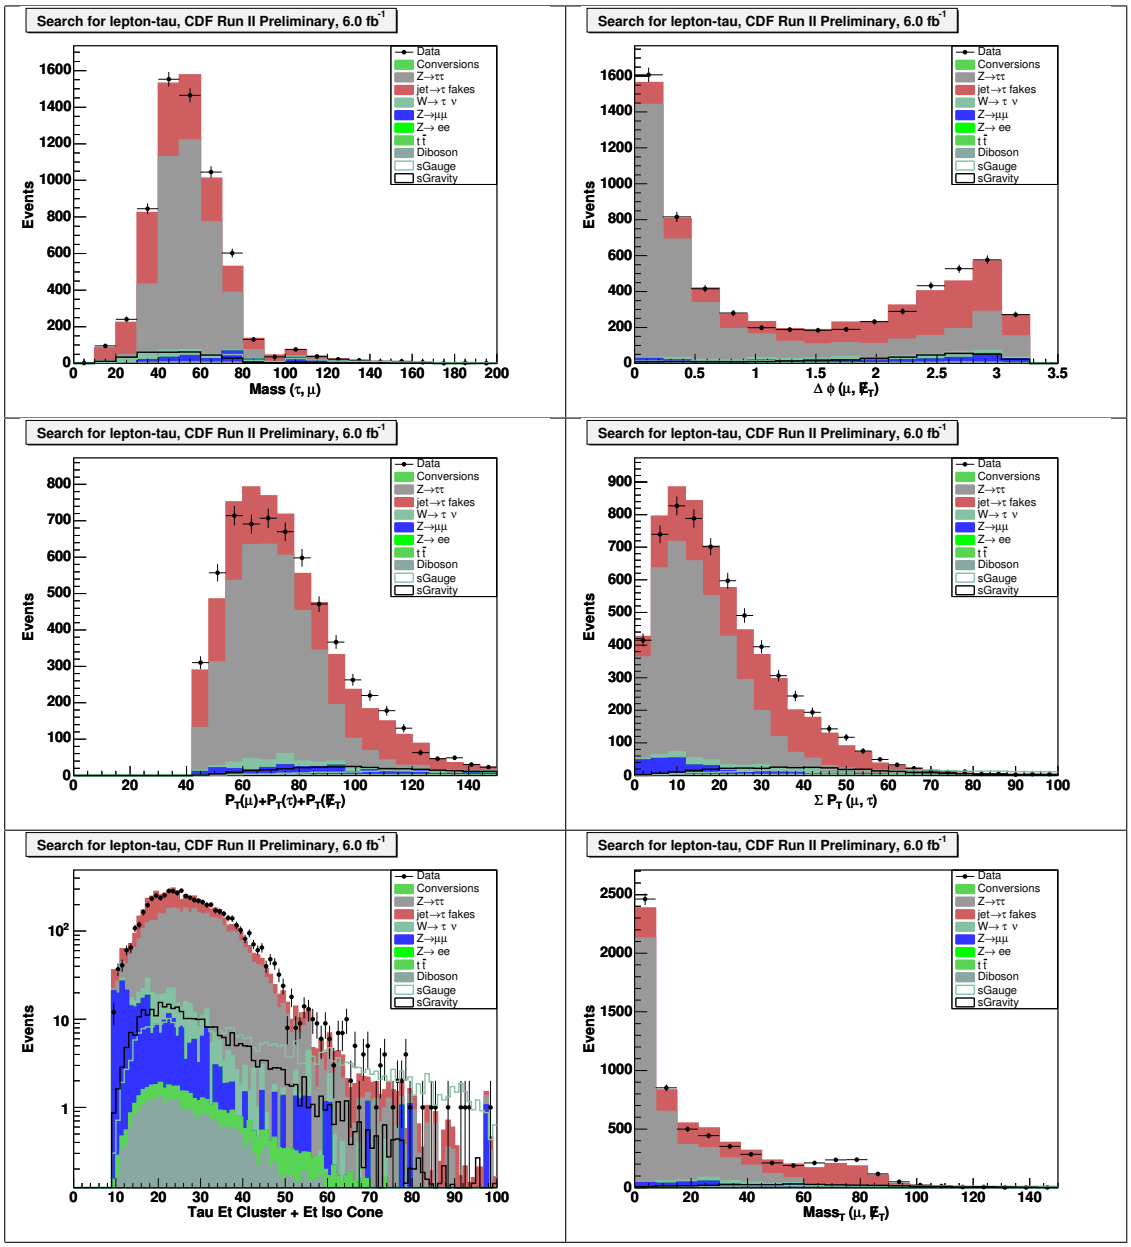 Search for lepton-tau, CDF Run II Preliminary, 6.0 fb⁻¹
Events
1600
1400
1200
1000
800
600
400
200
0
0 20 40 60 80 100 120 140 160 180 200
Mass (τ, μ)
Data
Conversions
Z→ττ
jet→τ fakes
W→ τ ν
Z→μμ
Z→ ee
t t̄
Diboson
sGauge
sGravity
Search for lepton-tau, CDF Run II Preliminary, 6.0 fb⁻¹
Events
1600
1400
1200
1000
800
600
400
200
0
0 0.5 1 1.5 2 2.5 3 3.5
Δ ϕ (μ, E̸_T)
Data
Conversions
Z→ττ
jet→τ fakes
W→ τ ν
Z→μμ
Z→ ee
t t̄
Diboson
sGauge
sGravity
Search for lepton-tau, CDF Run II Preliminary, 6.0 fb⁻¹
Events
800
700
600
500
400
300
200
100
0
0 20 40 60 80 100 120 140
P_T(μ)+P_T(τ)+P_T(E̸_T)
Data
Conversions
Z→ττ
jet→τ fakes
W→ τ ν
Z→μμ
Z→ ee
t t̄
Diboson
sGauge
sGravity
Search for lepton-tau, CDF Run II Preliminary, 6.0 fb⁻¹
Events
900
800
700
600
500
400
300
200
100
0
0 10 20 30 40 50 60 70 80 90 100
Σ P_T (μ, τ)
Data
Conversions
Z→ττ
jet→τ fakes
W→ τ ν
Z→μμ
Z→ ee
t t̄
Diboson
sGauge
sGravity
Search for lepton-tau, CDF Run II Preliminary, 6.0 fb⁻¹
Events
10²
10
1
0 10 20 30 40 50 60 70 80 90 100
Tau Et Cluster + Et Iso Cone
Data
Conversions
Z→ττ
jet→τ fakes
W→ τ ν
Z→μμ
Z→ ee
t t̄
Diboson
sGauge
sGravity
Search for lepton-tau, CDF Run II Preliminary, 6.0 fb⁻¹
Events
2500
2000
1500
1000
500
0
0 20 40 60 80 100 120 140
Mass_T (μ, E̸_T)
Data
Conversions
Z→ττ
jet→τ fakes
W→ τ ν
Z→μμ
Z→ ee
t t̄
Diboson
sGauge
sGravity